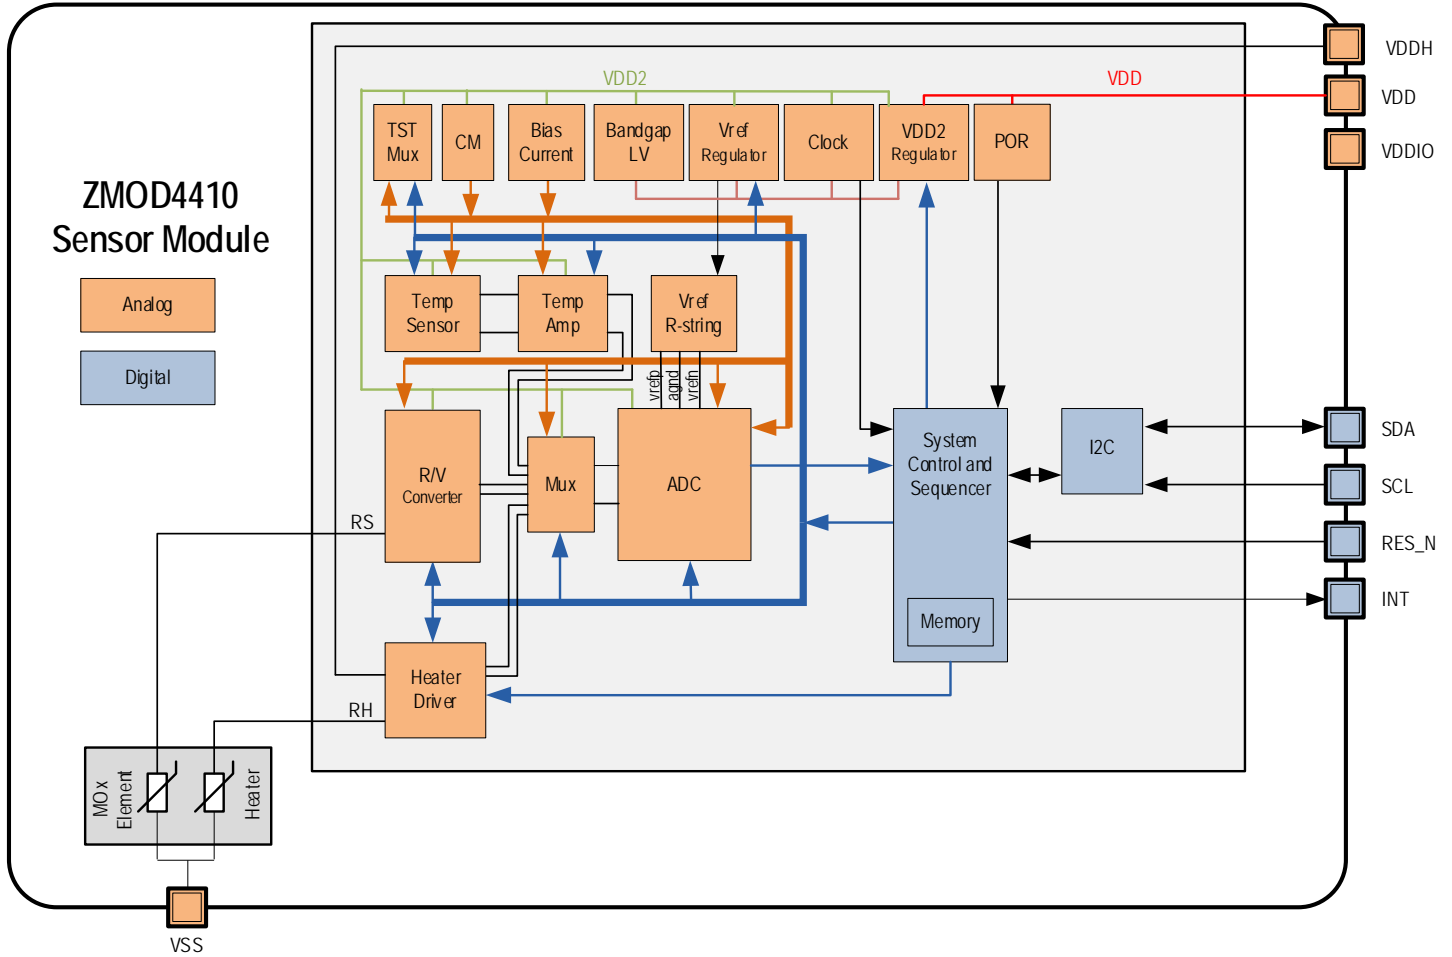 VDDH
VDD2
VDD
VDD
TST
Mux
CM
Bias
Current
Bandgap
LV
Vref
Regulator
Clock
VDD2
Regulator
POR
VDDIO
ZMOD4410
Sensor Module
Analog
Digital
Temp
Sensor
Temp
Amp
Vref
R-string
vrefp
agnd
vrefn
R/V
Converter
Mux
ADC
System
Control and
Sequencer
Memory
I2C
SDA
SCL
RES_N
INT
RS
Heater
Driver
RH
MOx
Element
Heater
VSS